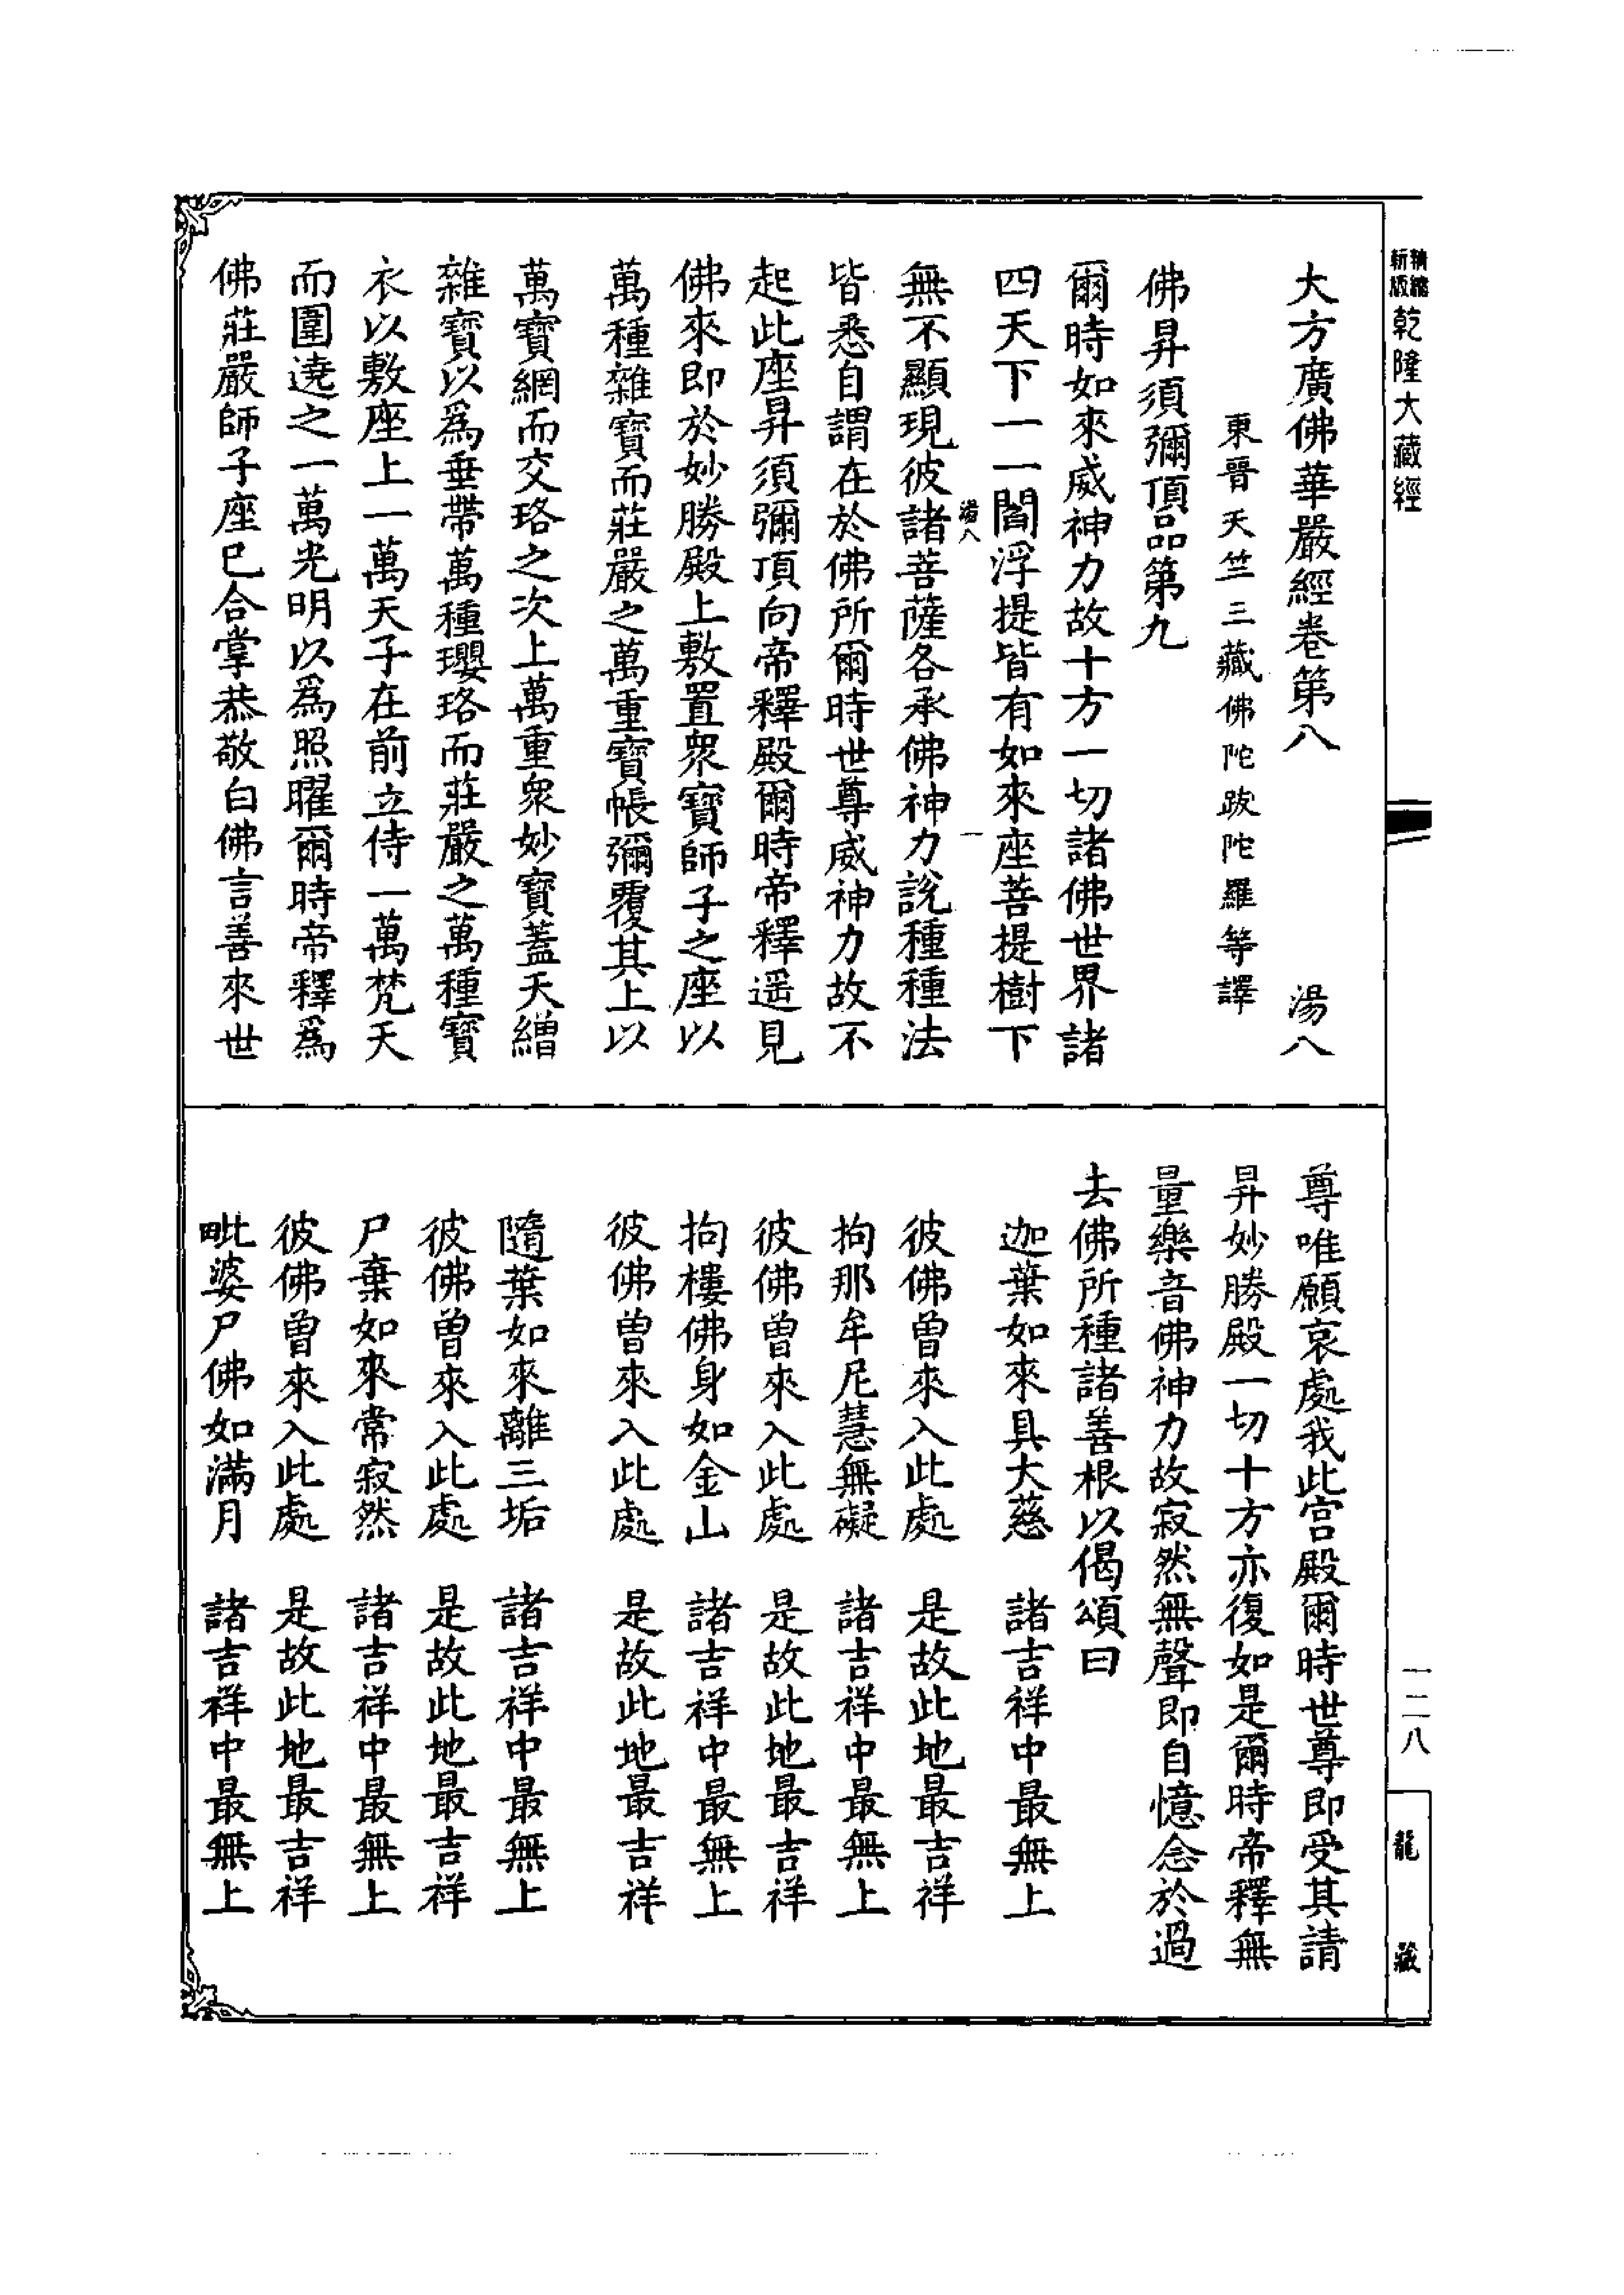 精縮新版乾隆大藏經
大方廣佛華嚴經卷第八 湯八
東晉天竺三藏佛陀跋陀羅等譯
佛昇須彌頂品第九
爾時如來威神力故十方一切諸佛世界諸
四天下一一閻浮提皆有如來座菩提樹下
湯八 一
無不顯現彼諸菩薩各承佛神力說種種法
皆悉自謂在於佛所爾時世尊威神力故不
起此座昇須彌頂向帝釋殿爾時帝釋遥見
佛來即於妙勝殿上敷置眾寶師子之座以
萬種雜寶而莊嚴之萬重寶帳彌覆其上以
萬寶網而交珞之次上萬重眾妙寶蓋天繒
雜寶以爲垂帶萬種瓔珞而莊嚴之萬種寶
衣以敷座上一萬天子在前立侍一萬梵天
而圍遶之一萬光明以爲照曜爾時帝釋爲
佛莊嚴師子座已合掌恭敬白佛言善來世
尊唯願哀處我此宮殿爾時世尊即受其請
昇妙勝殿一切十方亦復如是爾時帝釋無
量樂音佛神力故寂然無聲即自憶念於過
去佛所種諸善根以偈頌曰
迦葉如來具大慈 諸吉祥中最無上
彼佛曾來入此處 是故此地最吉祥
拘那牟尼慧無礙 諸吉祥中最無上
彼佛曾來入此處 是故此地最吉祥
拘樓佛身如金山 諸吉祥中最無上
彼佛曾來入此處 是故此地最吉祥
隨葉如來離三垢 諸吉祥中最無上
彼佛曾來入此處 是故此地最吉祥
尸棄如來常寂然 諸吉祥中最無上
彼佛曾來入此處 是故此地最吉祥
毗婆尸佛如滿月 諸吉祥中最無上
一二八
龍藏